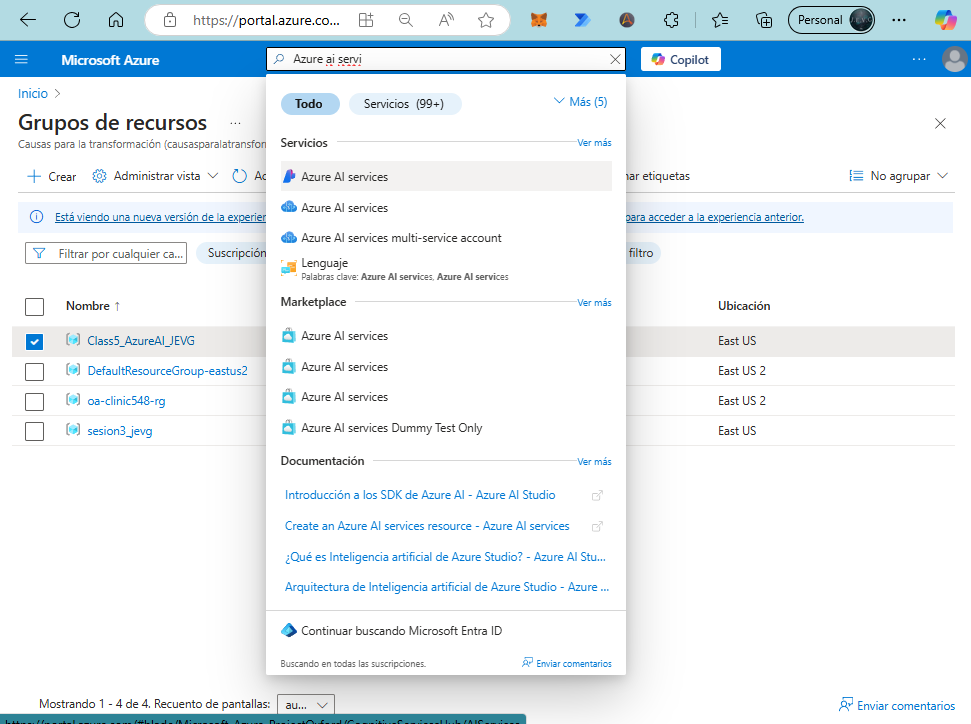 https://portal.azure.co...
Personal
Microsoft Azure
Azure ai servi
Copilot
Inicio
Grupos de recursos
Causas para la transformación (causasparalatransfor
Todo
Servicios (99+)
Más (5)
Servicios
Ver más
Crear
Administrar vista
Ac
nar etiquetas
No agrupar
Azure AI services
Está viendo una nueva versión de la experier
para acceder a la experiencia anterior.
Azure AI services
Azure AI services multi-service account
Filtrar por cualquier ca...
Suscripción
filtro
Lenguaje
Palabras clave: Azure AI services, Azure AI services
Marketplace
Ver más
Nombre ↑
Ubicación
Azure AI services
Class5_AzureAI_JEVG
East US
Azure AI services
DefaultResourceGroup-eastus2
East US 2
Azure AI services
oa-clinic548-rg
East US 2
Azure AI services Dummy Test Only
sesion3_jevg
East US
Documentación
Ver más
Introducción a los SDK de Azure AI - Azure AI Studio
Create an Azure AI services resource - Azure AI services
¿Qué es Inteligencia artificial de Azure Studio? - Azure AI Stu...
Arquitectura de Inteligencia artificial de Azure Studio - Azure ...
Continuar buscando Microsoft Entra ID
Buscando en todas las suscripciones.
Enviar comentarios
Mostrando 1 - 4 de 4. Recuento de pantallas:
au...
Enviar comentarios